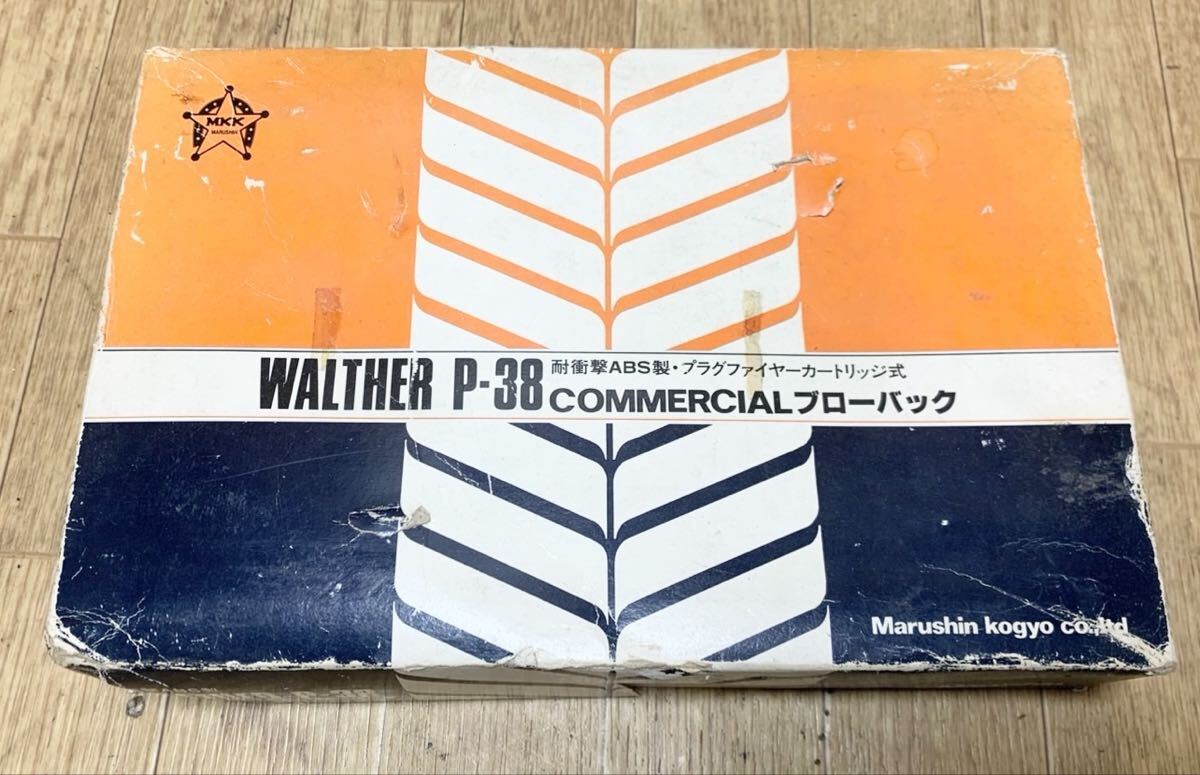 MKK
MARUSHIN
WALTHER P-38
耐衝撃ABS製・プラグファイヤーカートリッジ式
COMMERCIALブローバック
Marushin kogyo co.,ltd